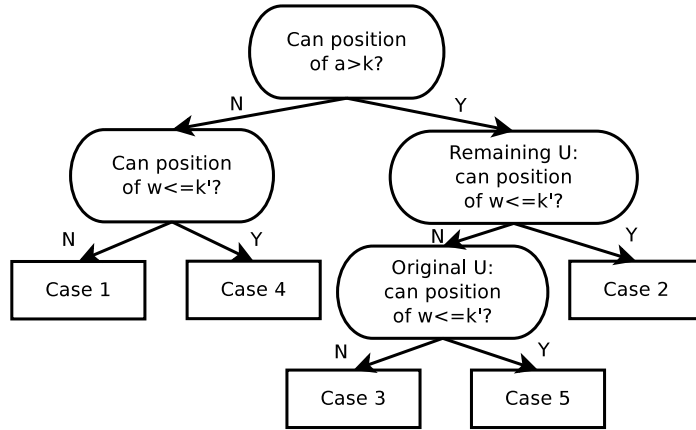 Can position
of a>k?
N
Y
Can position
of w<=k'?
Remaining U:
can position
of w<=k'?
N
Y
N
Y
Case 1
Case 4
Original U:
can position
of w<=k'?
Case 2
N
Y
Case 3
Case 5